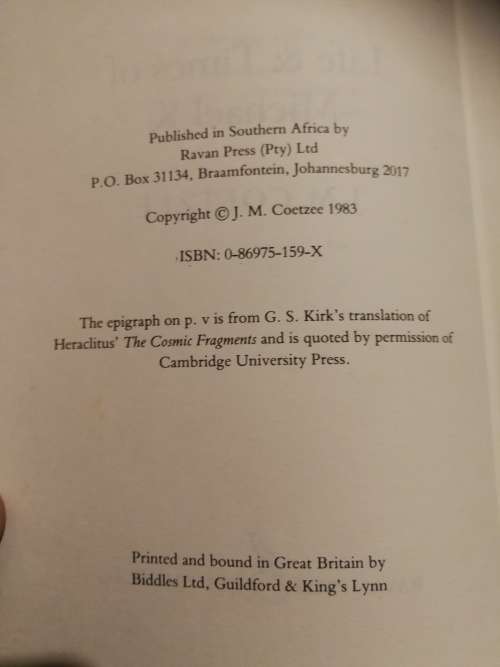 Published in Southern Africa by
Ravan Press (Pty) Ltd
P.O. Box 31134, Braamfontein, Johannesburg 2017
Copyright © J. M. Coetzee 1983
ISBN: 0-86975-159-X
The epigraph on p. v is from G. S. Kirk's translation of
Heraclitus' The Cosmic Fragments and is quoted by permission of
Cambridge University Press.
Printed and bound in Great Britain by
Biddles Ltd, Guildford & King's Lynn